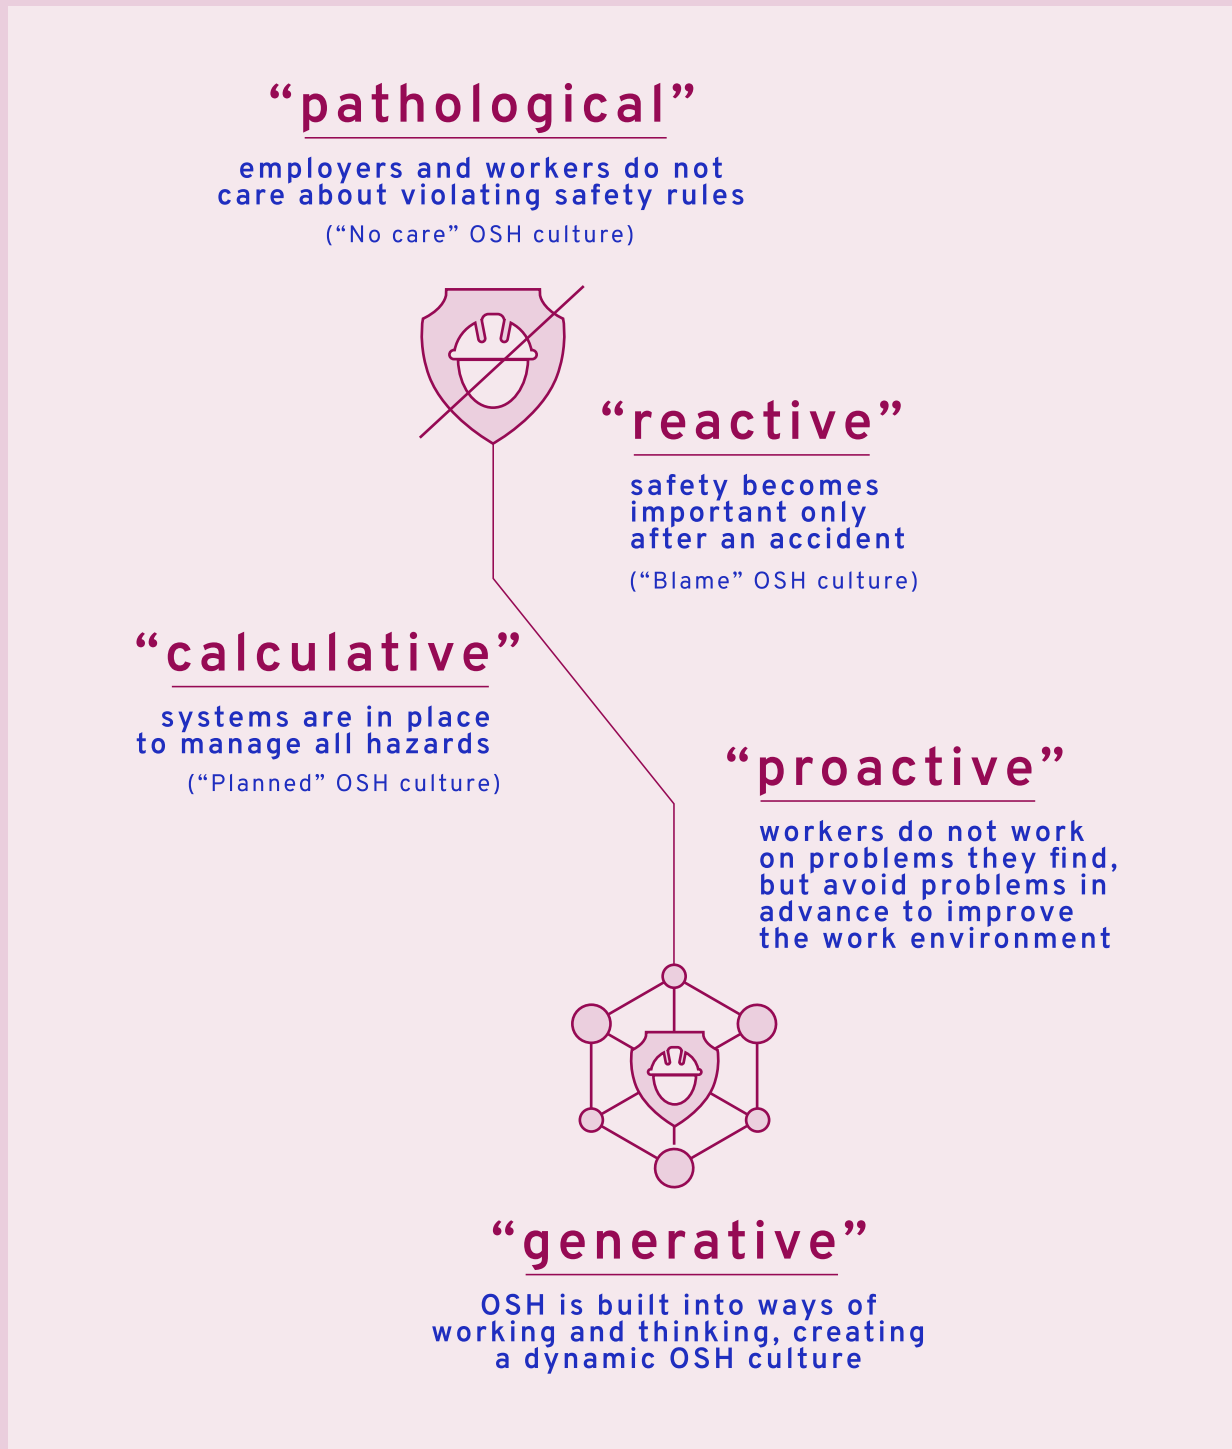 “pathological”
employers and workers do not
care about violating safety rules
(“No care” OSH culture)
“reactive”
safety becomes
important only
after an accident
(“Blame” OSH culture)
“calculative”
systems are in place
to manage all hazards
(“Planned” OSH culture)
“proactive”
workers do not work
on problems they find,
but avoid problems in
advance to improve
the work environment
“generative”
OSH is built into ways of
working and thinking, creating
a dynamic OSH culture